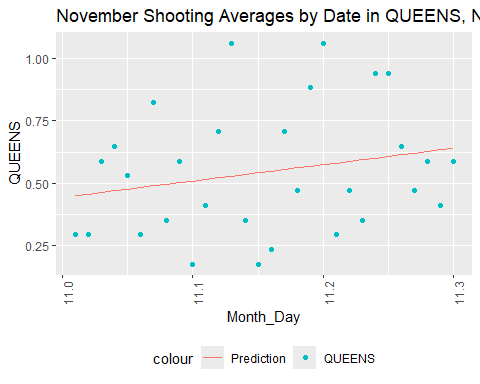 November Shooting Averages by Date in QUEENS, N
1.00
0.75
0.50
0.25
QUEENS
11.0
11.1
11.2
11.3
Month_Day
colour
Prediction
QUEENS